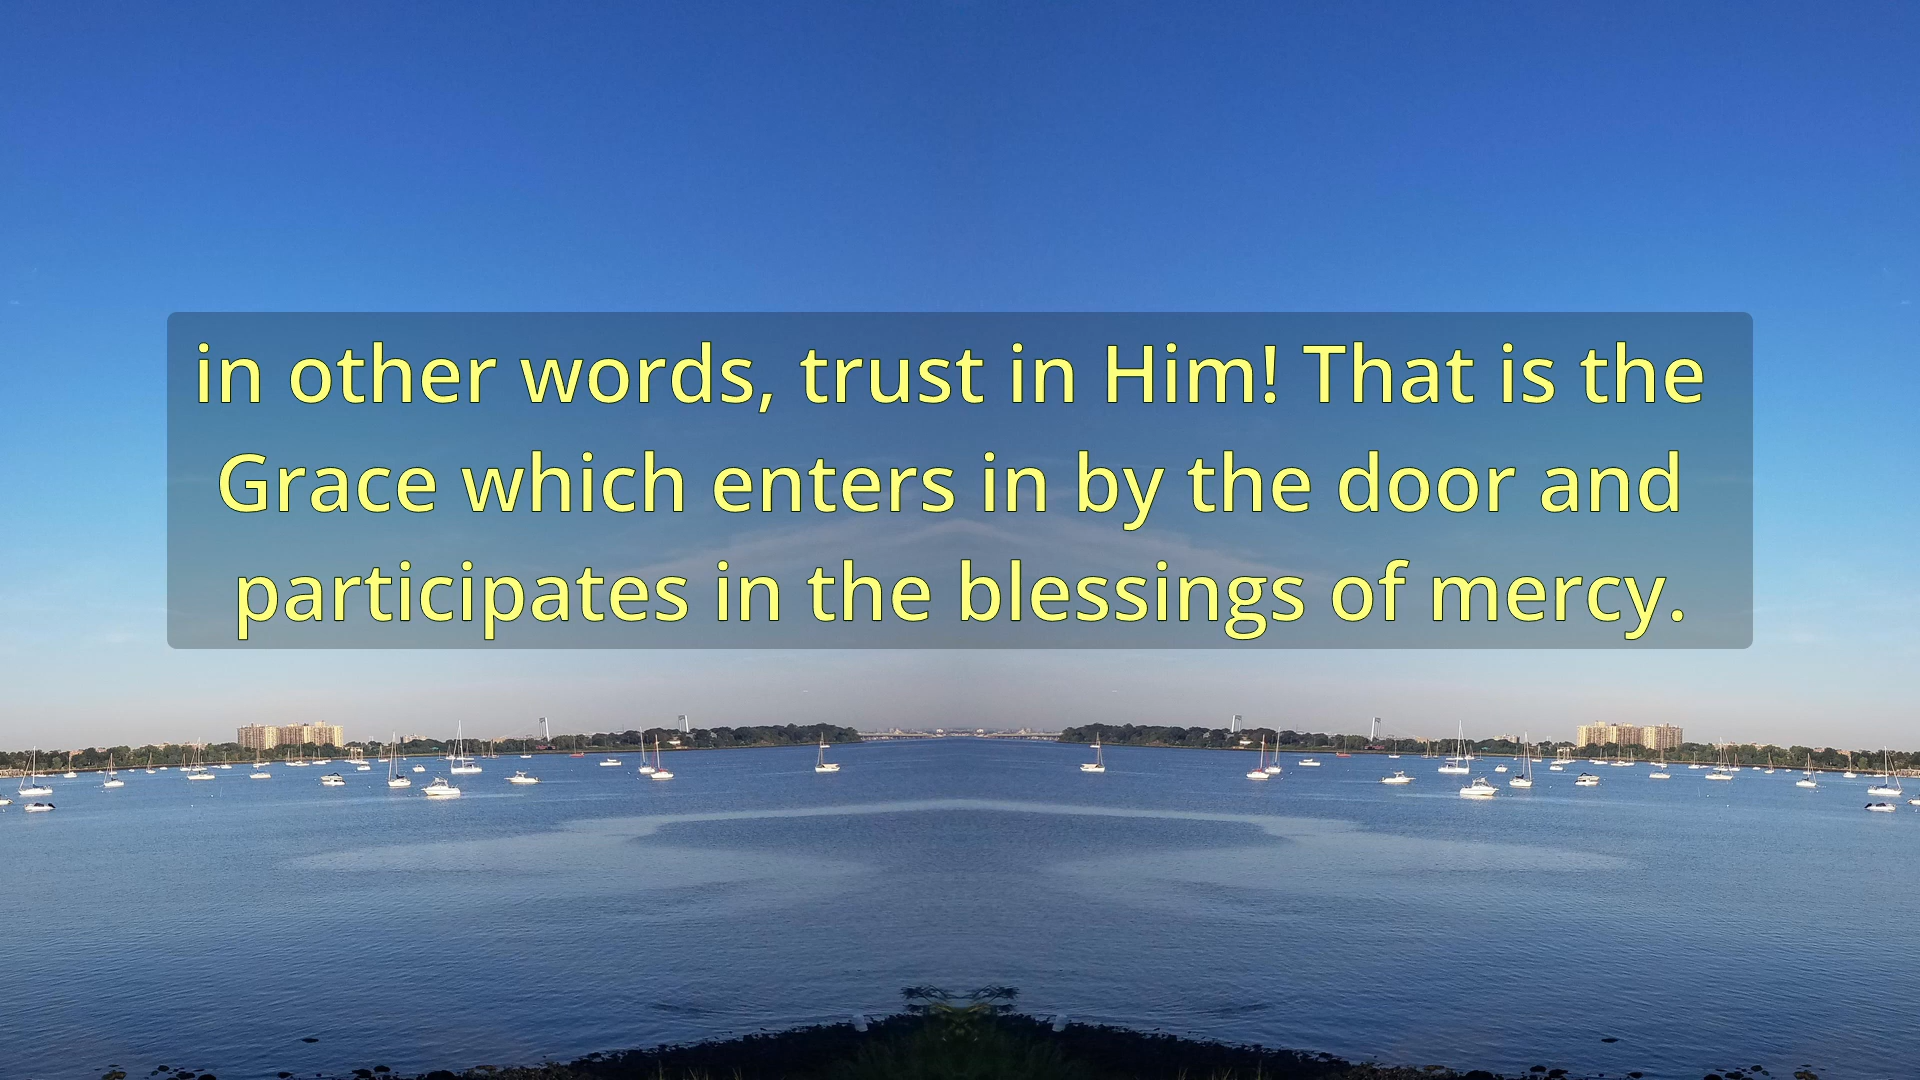 in other words, trust in Him! That is the
Grace which enters in by the door and
participates in the blessings of mercy.